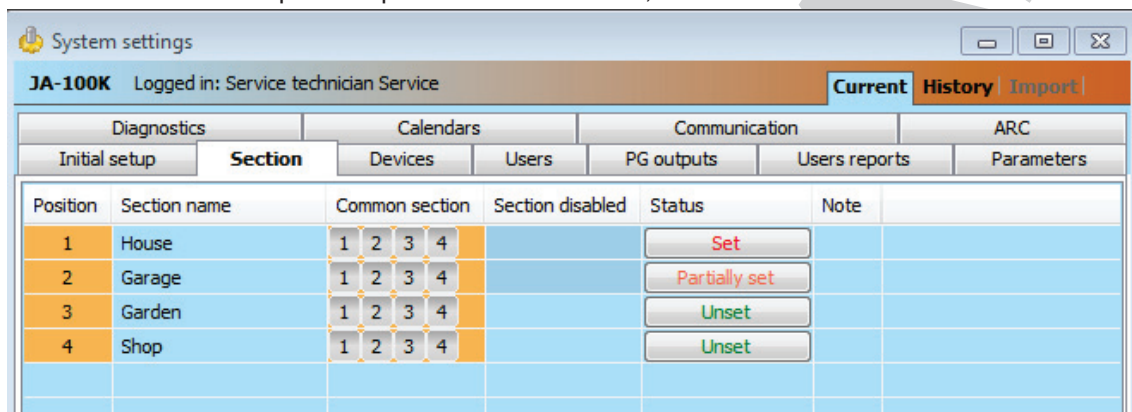 System settings
JA-100K Logged in: Service technician Service Current History Import
Diagnostics Calendars Communication ARC
Initial setup Section Devices Users PG outputs Users reports Parameters
Position Section name Common section Section disabled Status Note
1 House 1 2 3 4 Set
2 Garage 1 2 3 4 Partially set
3 Garden 1 2 3 4 Unset
4 Shop 1 2 3 4 Unset